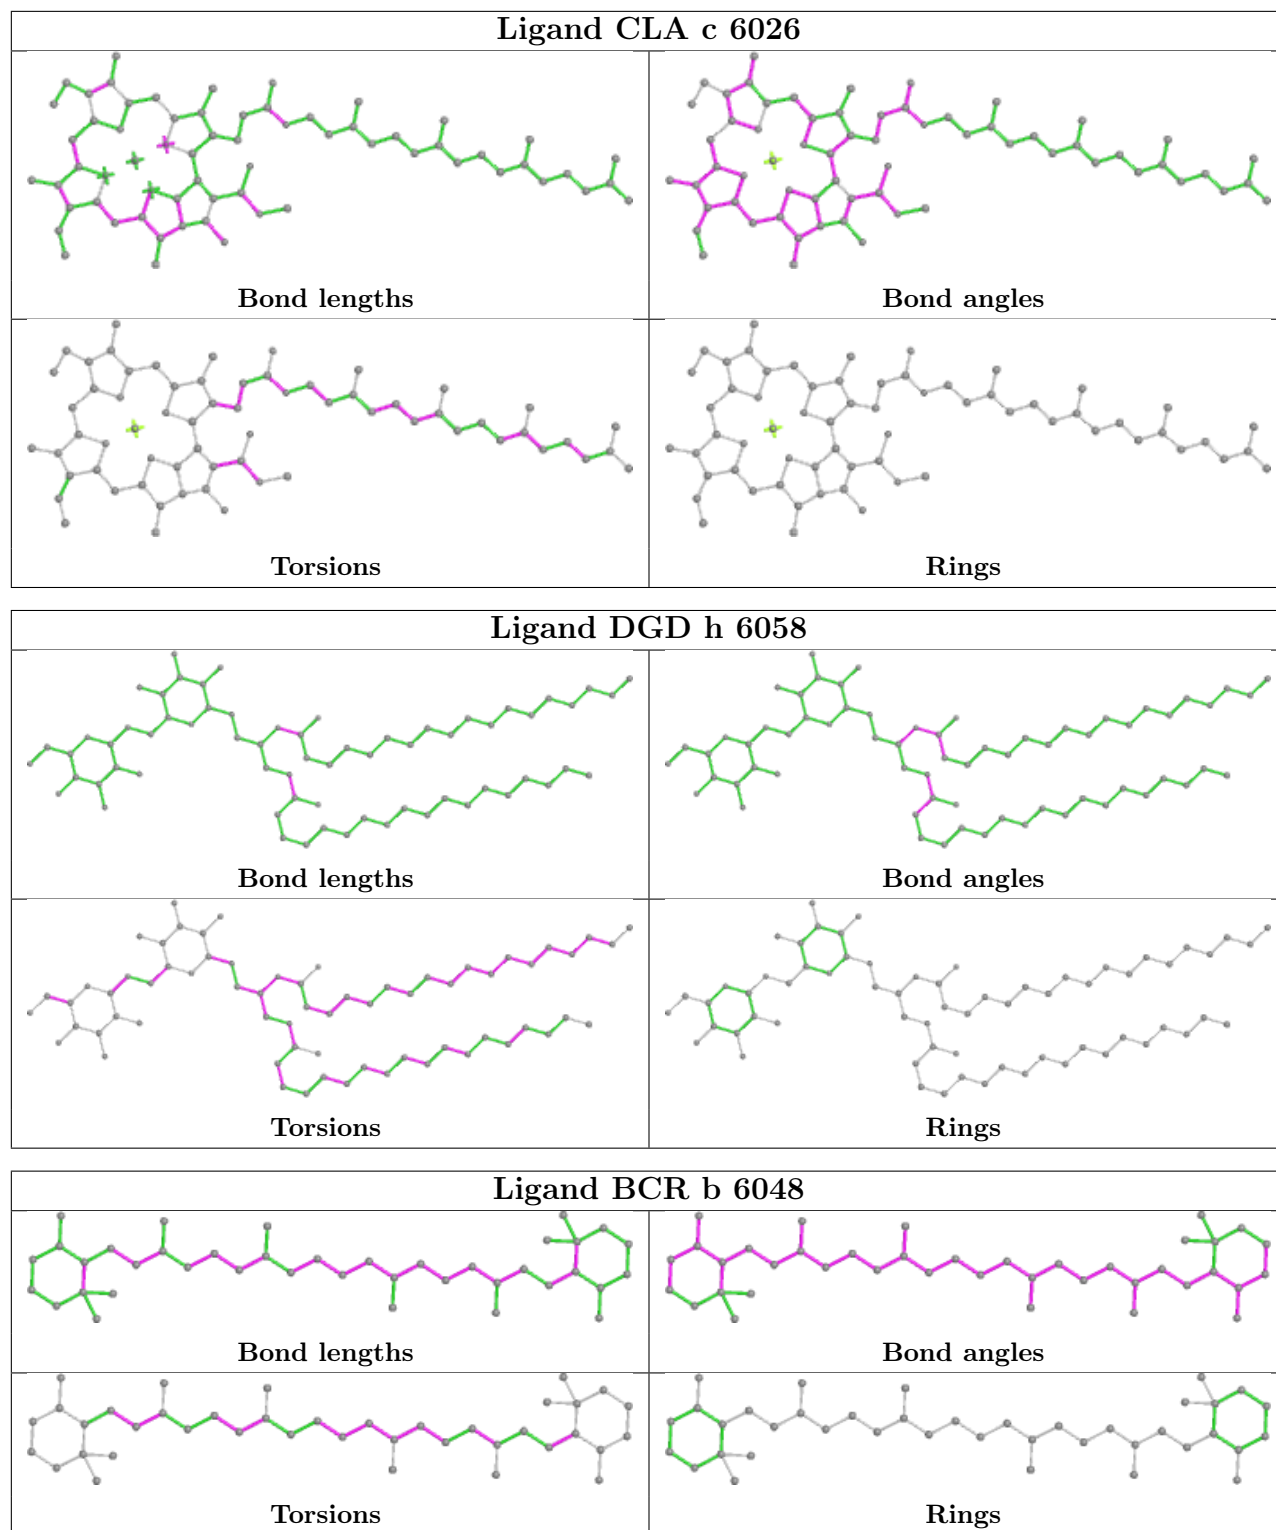 Ligand CLA c 6026
Bond lengths
Bond angles
Torsions
Rings
Ligand DGD h 6058
Bond lengths
Bond angles
Torsions
Rings
Ligand BCR b 6048
Bond lengths
Bond angles
Torsions
Rings